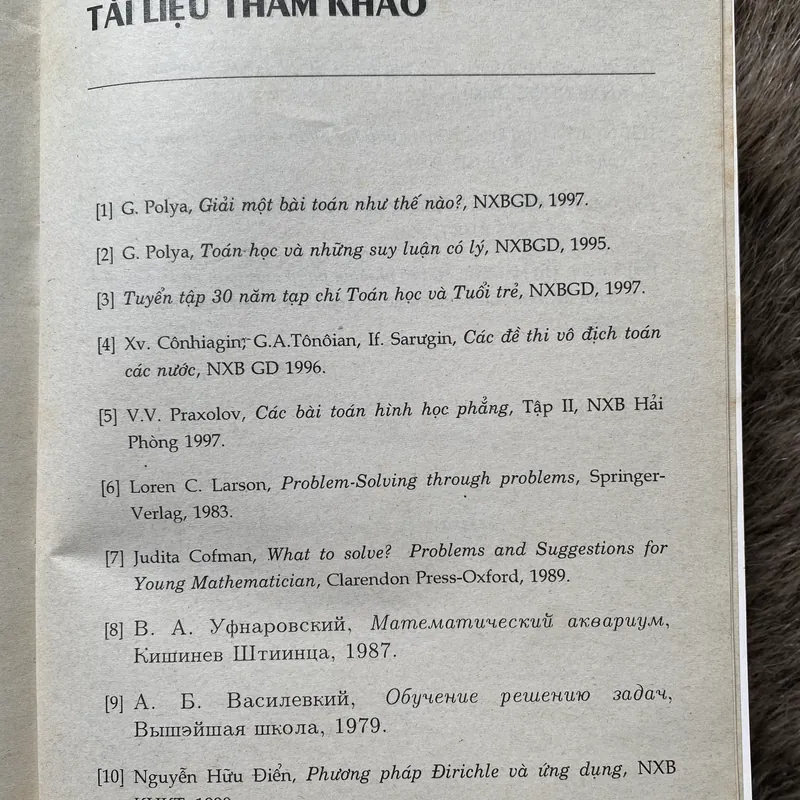 TÀI LIỆU THAM KHẢO
[1] G. Polya, Giải một bài toán như thế nào?, NXBGD, 1997.
[2] G. Polya, Toán học và những suy luận có lý, NXBGD, 1995.
[3] Tuyển tập 30 năm tạp chí Toán học và Tuổi trẻ, NXBGD, 1997.
[4] Xv. Cônhiagin, G.A.Tônôian, If. Sarưgin, Các đề thi vô địch toán
các nước, NXB GD 1996.
[5] V.V. Praxolov, Các bài toán hình học phẳng, Tập II, NXB Hải
Phòng 1997.
[6] Loren C. Larson, Problem-Solving through problems, Springer-
Verlag, 1983.
[7] Judita Cofman, What to solve? Problems and Suggestions for
Young Mathematician, Clarendon Press-Oxford, 1989.
[8] В. А. Уфнаровский, Математический аквариум,
Кишинев Штиинца, 1987.
[9] А. Б. Василевкий, Обучение решению задач,
Вышэйшая школа, 1979.
[10] Nguyễn Hữu Điển, Phương pháp Đirichle và ứng dụng, NXB